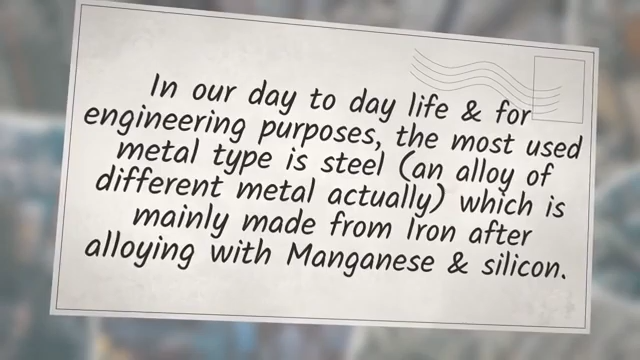 In our day to day life & for
engineering purposes, the most used
metal type is steel (an alloy of
different metal actually) which is
mainly made from Iron after
alloying with Manganese & silicon.